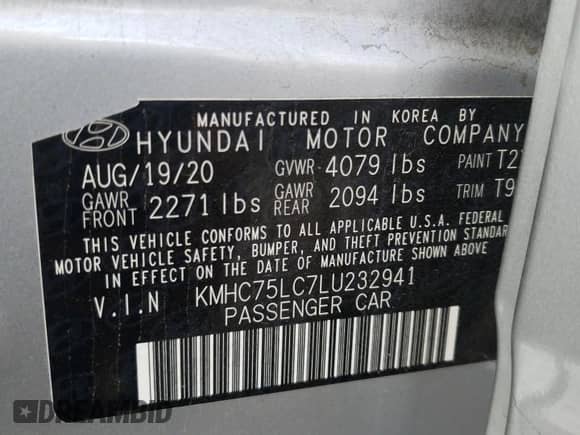 MANUFACTURED IN KOREA BY
HYUNDAI MOTOR COMPANY
AUG/19/20 GVWR 4079 lbs PAINT
GAWR FRONT 2271 lbs GAWR REAR 2094 lbs TRIM
THIS VEHICLE CONFORMS TO ALL APPLICABLE U.S.A. FEDERAL
MOTOR VEHICLE SAFETY, BUMPER, AND THEFT PREVENTION
IN EFFECT ON THE DATE OF MANUFACTURE SHOWN ABOVE
V.I.N KMHC75LC7LU232941
PASSENGER CAR
DREAMBID